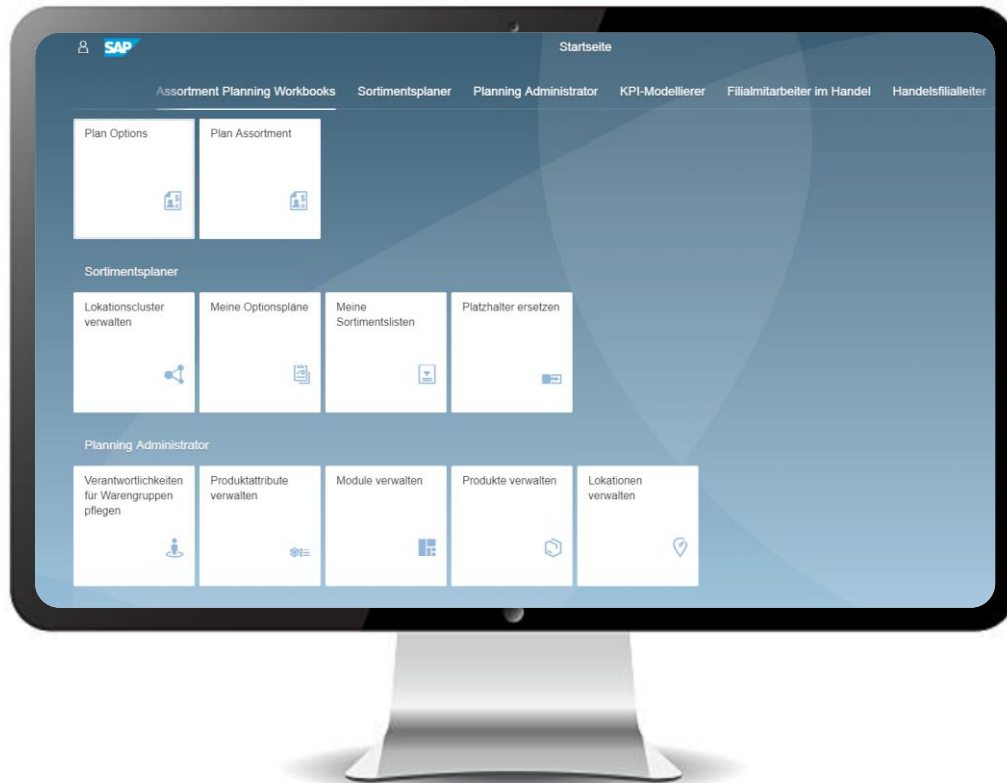 SAP
Startseite
Assortment Planning Workbooks Sortimentsplaner Planning Administrator KPI-Modellierer Filialmitarbeiter im Handel Handelsfilialleiter
Plan Options
Plan Assortment
Sortimentsplaner
Lokationscluster
verwalten
Meine Optionspläne
Meine
Sortimentslisten
Platzhalter ersetzen
Planning Administrator
Verantwortlichkeiten
für Warengruppen
pflegen
Produktattribute
verwalten
Module verwalten
Produkte verwalten
Lokationen
verwalten